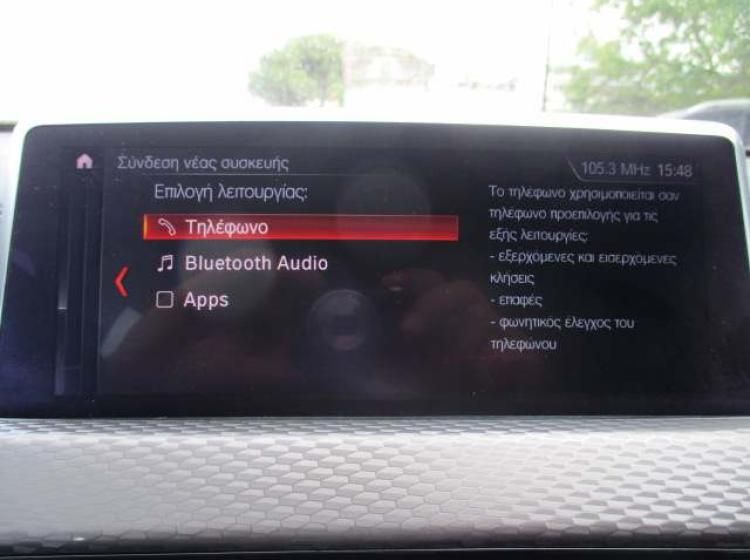 Σύνδεση νέας συσκευής
105.3 MHz 15:48
Επιλογή λειτουργίας:
Τηλέφωνο
Bluetooth Audio
Apps
Το τηλέφωνο χρησιμοποιείται σαν
τηλέφωνο προεπιλογής για τις
εξής λειτουργίες:
- εξερχόμενες και εισερχόμενες
κλήσεις
- επαφές
- φωνητικός έλεγχος του
τηλεφώνου